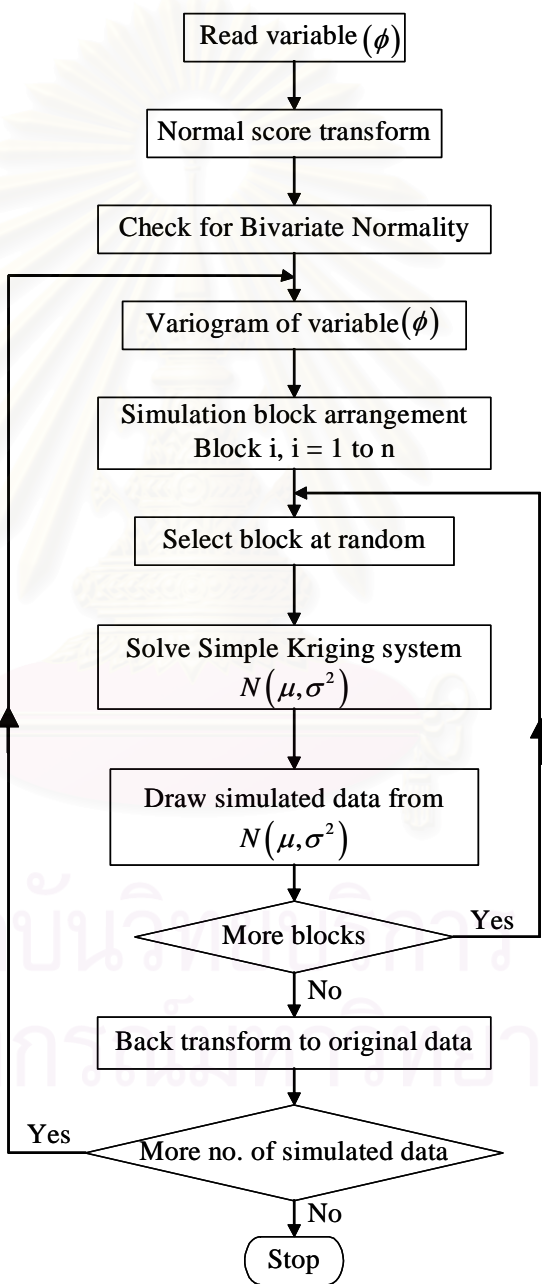 Read variable (ϕ)
Normal score transform
Check for Bivariate Normality
Variogram of variable(ϕ)
Simulation block arrangement
Block i, i = 1 to n
Select block at random
Solve Simple Kriging system
N(μ,σ²)
Draw simulated data from
N(μ,σ²)
More blocks
Yes
No
Back transform to original data
More no. of simulated data
Yes
No
Stop